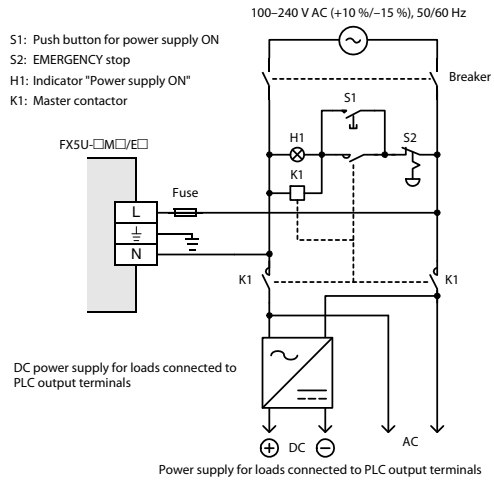 100–240 V AC (+10 %/–15 %), 50/60 Hz
S1: Push button for power supply ON
S2: EMERGENCY stop
H1: Indicator "Power supply ON"
K1: Master contactor
Breaker
S1
H1
S2
FX5U-□M□/E□
K1
Fuse
L
N
K1
K1
DC power supply for loads connected to
PLC output terminals
DC
AC
Power supply for loads connected to PLC output terminals